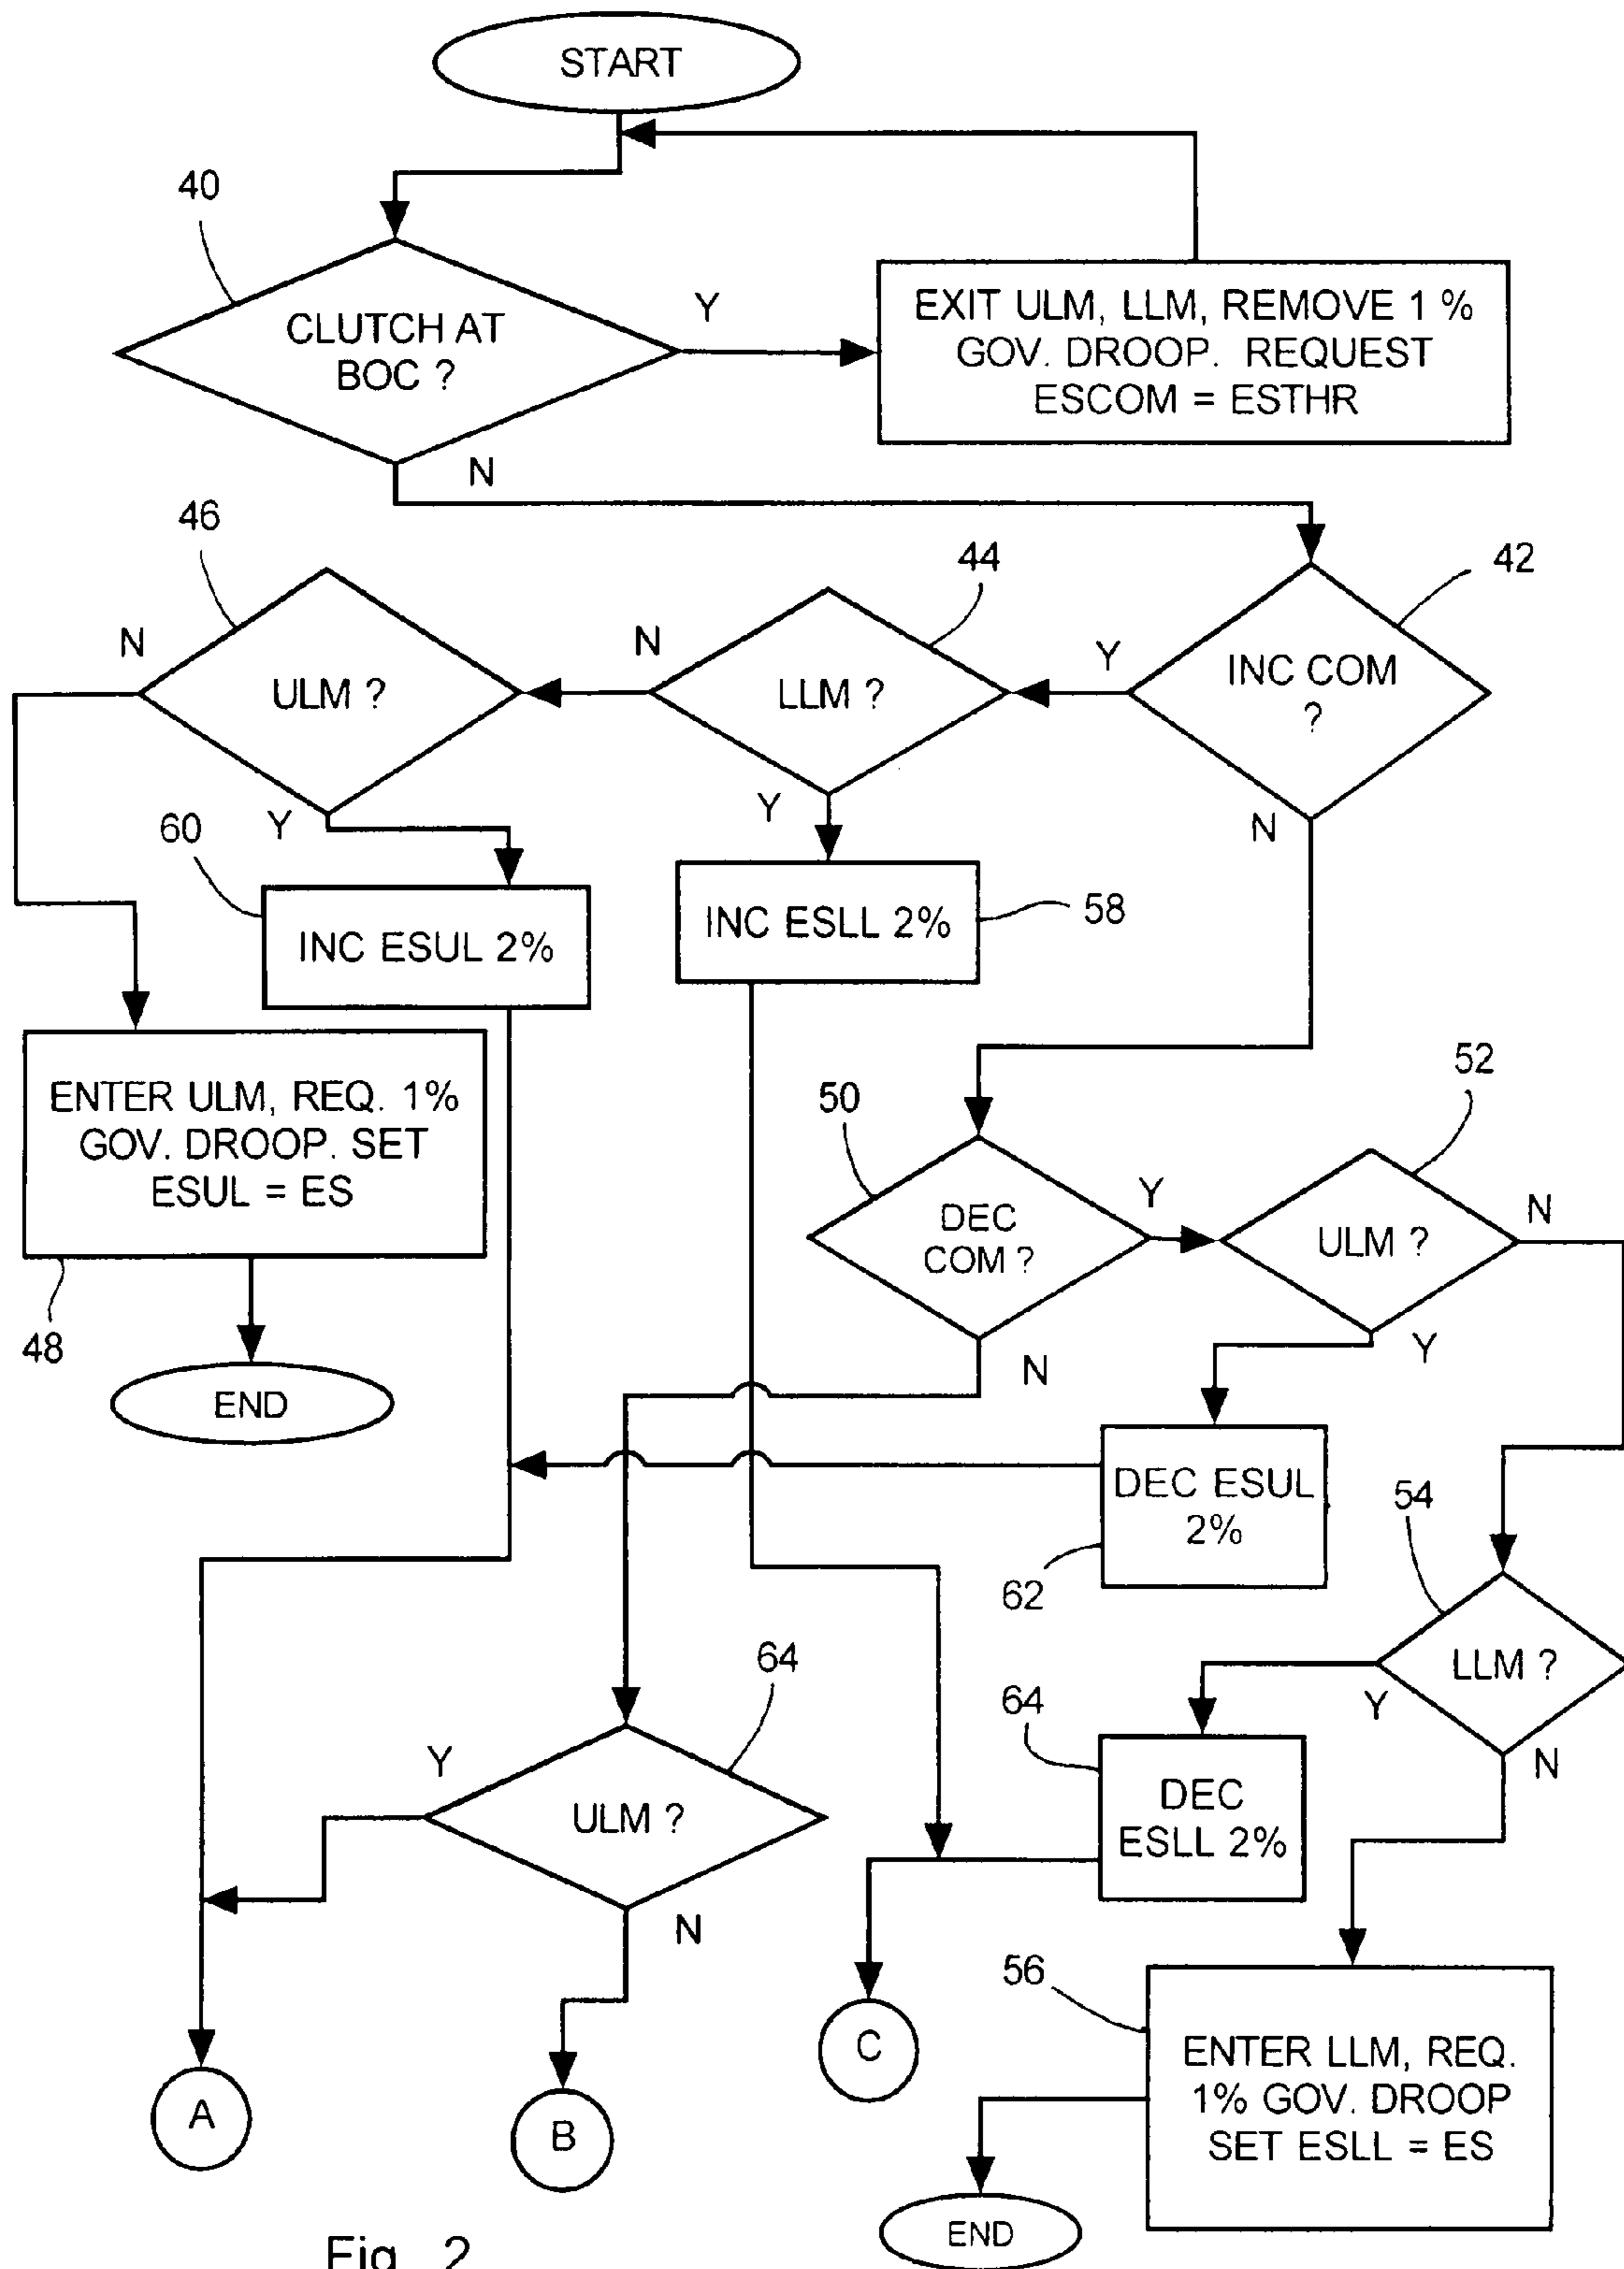 START
40
CLUTCH AT
BOC ?
Y
EXIT ULM, LLM, REMOVE 1 %
GOV. DROOP. REQUEST
ESCOM = ESTHR
N
46
44
42
N
ULM ?
N
LLM ?
Y
INC COM
?
Y
Y
N
60
INC ESUL 2%
INC ESLL 2%
58
ENTER ULM, REQ. 1%
GOV. DROOP. SET
ESUL = ES
48
END
50
52
DEC
COM ?
Y
ULM ?
N
N
Y
DEC ESUL
2%
62
54
LLM ?
Y
N
64
ULM ?
Y
N
64
DEC
ESLL 2%
56
ENTER LLM, REQ.
1% GOV. DROOP
SET ESLL = ES
A
B
C
END
Fig. 2